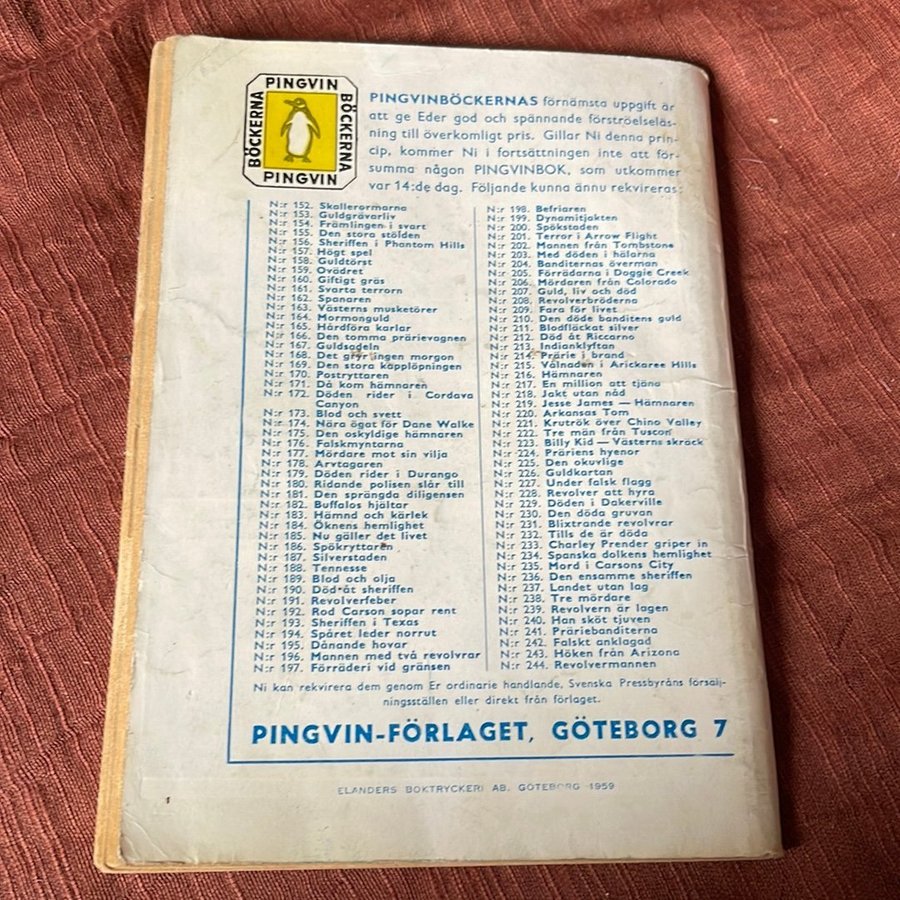 PINGVIN
BÖCKERNA
BÖCKERNA
PINGVIN
PINGVINBÖCKERNAS förnämsta uppgift är
att ge Eder god och spännande förströelseläs-
ning till överkomligt pris. Gillar Ni denna prin-
cip, kommer Ni i fortsättningen inte att för-
summa någon PINGVINBOK, som utkommer
var 14:de dag. Följande kunna ännu rekvireras:
N:r 152. Skallerormarna
N:r 153. Guldgrävarliv
N:r 154. Främlingen i svart
N:r 155. Den stora stölden
N:r 156. Sheriffen i Phantom Hills
N:r 157. Högt spel
N:r 158. Guldtörst
N:r 159. Ovädret
N:r 160. Giftigt gräs
N:r 161. Svarta terrorn
N:r 162. Spanaren
N:r 163. Västerns musketörer
N:r 164. Mormonguld
N:r 165. Hårdföra karlar
N:r 166. Den tomma prärievagnen
N:r 167. Guldsadeln
N:r 168. Det gryr ingen morgon
N:r 169. Den stora kapplöpningen
N:r 170. Postryttaren
N:r 171. Då kom hämnaren
N:r 172. Döden rider i Cordava
Canyon
N:r 173. Blod och svett
N:r 174. Nära ögat för Dane Walke
N:r 175. Den oskyldige hämnaren
N:r 176. Falskmyntarna
N:r 177. Mördare mot sin vilja
N:r 178. Arvtagaren
N:r 179. Döden rider i Durango
N:r 180. Ridande polisen slår till
N:r 181. Den sprängda diligensen
N:r 182. Buffalos hjältar
N:r 183. Hämnd och kärlek
N:r 184. Öknens hemlighet
N:r 185. Nu gäller det livet
N:r 186. Spökryttaren
N:r 187. Silverstaden
N:r 188. Tennesse
N:r 189. Blod och olja
N:r 190. Död åt sheriffen
N:r 191. Revolverfeber
N:r 192. Rod Carson sopar rent
N:r 193. Sheriffen i Texas
N:r 194. Spåret leder norrut
N:r 195. Dånande hovar
N:r 196. Mannen med två revolvrar
N:r 197. Förräderi vid gränsen
N:r 198. Befriaren
N:r 199. Dynamitjakten
N:r 200. Spökstaden
N:r 201. Terror i Arrow Flight
N:r 202. Mannen från Tombstone
N:r 203. Med döden i hälarna
N:r 204. Banditernas överman
N:r 205. Förrädarna i Doggie Creek
N:r 206. Mördaren från Colorado
N:r 207. Guld, liv och död
N:r 208. Revolverbröderna
N:r 209. Fara för livet
N:r 210. Den döde banditens guld
N:r 211. Blodfläckat silver
N:r 212. Död åt Riccarno
N:r 213. Indianklyftan
N:r 214. Prärie i brand
N:r 215. Vålnaden i Arickaree Hills
N:r 216. Hämnaren
N:r 217. En million att tjäna
N:r 218. Jakt utan nåd
N:r 219. Jesse James — Hämnaren
N:r 220. Arkansas Tom
N:r 221. Krutrök över Chino Valley
N:r 222. Tre män från Tuscon
N:r 223. Billy Kid — Västerns skräck
N:r 224. Präriens hyenor
N:r 225. Den okuvlige
N:r 226. Guldkartan
N:r 227. Under falsk flagg
N:r 228. Revolver att hyra
N:r 229. Döden i Dakerville
N:r 230. Den döda gruvan
N:r 231. Blixtrande revolvrar
N:r 232. Tills de är döda
N:r 233. Charley Prender griper in
N:r 234. Spanska dolkens hemlighet
N:r 235. Mord i Carsons City
N:r 236. Den ensamme sheriffen
N:r 237. Landet utan lag
N:r 238. Tre mördare
N:r 239. Revolvern är lagen
N:r 240. Han sköt tjuven
N:r 241. Präriebanditerna
N:r 242. Falskt anklagad
N:r 243. Höken från Arizona
N:r 244. Revolvermannen
Ni kan rekvirera dem genom Er ordinarie handlande, Svenska Pressbyråns försälj-
ningsställen eller direkt från förlaget.
PINGVIN-FÖRLAGET, GÖTEBORG 7
ELANDERS BOKTRYCKERI AB. GÖTEBORG 1959